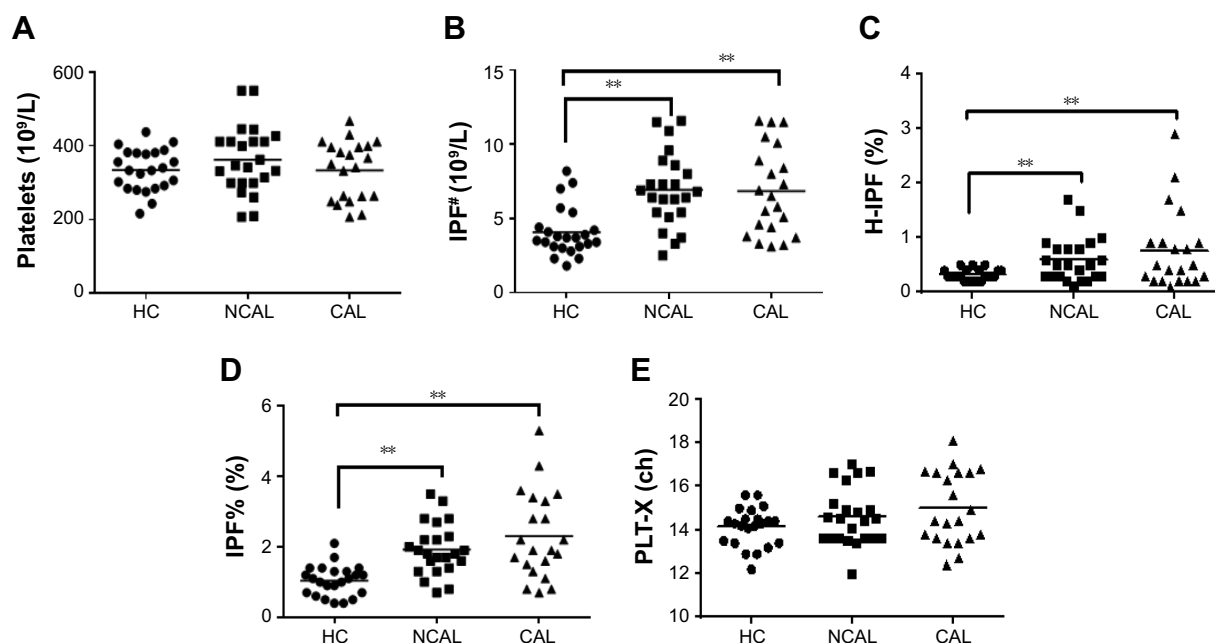 A
Platelets (10⁹/L)
600
400
200
0
HC NCAL CAL
B
IPF# (10⁹/L)
15
10
5
0
**
**
HC NCAL CAL
C
H-IPF (%)
4
3
2
1
0
**
**
HC NCAL CAL
D
IPF% (%)
6
4
2
0
**
**
HC NCAL CAL
E
PLT-X (ch)
20
18
16
14
12
10
HC NCAL CAL